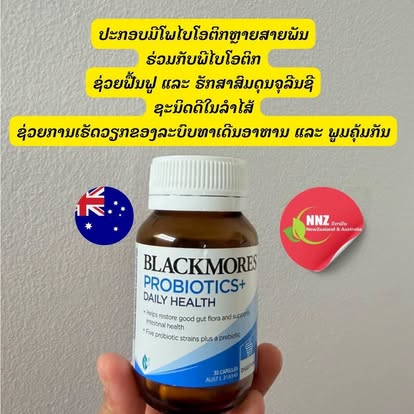 ປະກອບມີໂພໄບໂອຕິກຫຼາຍສາຍພັນ
ຮ່ວມກັບພີໄບໂອຕິກ
ຊ່ວຍຟື້ນຟູ ແລະ ຮັກສາສົມດຸນຈຸລິນຊີ
ຊະນິດດີໃນລຳໄສ້
ຊ່ວຍການເຮັດວຽກຂອງລະບົບທາເດີນອາຫານ ແລະ ພູມຄຸ້ມກັນ
NNZ
NewZealand & Australia
BLACKMORES
PROBIOTICS+
DAILY HEALTH
• Helps restore good gut flora and supports
intestinal health
• Five probiotic strains plus a prebiotic
30 CAPSULES